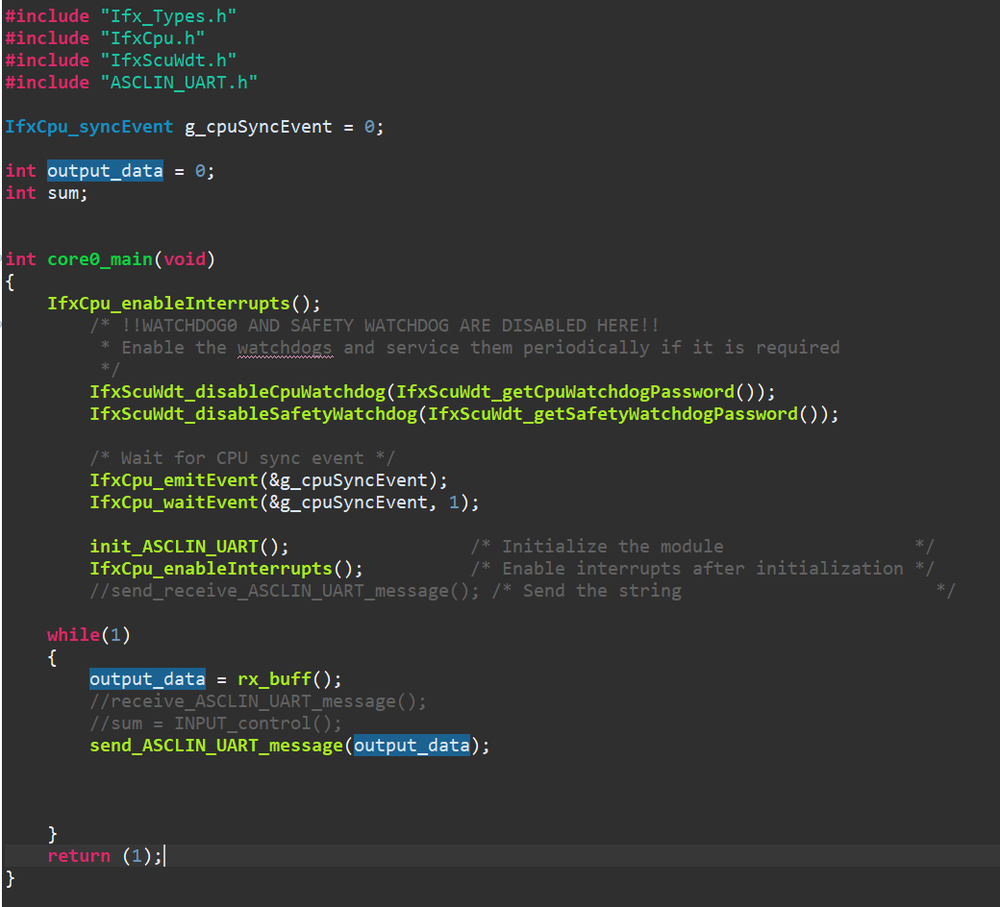 #include "Ifx_Types.h"
#include "IfxCpu.h"
#include "IfxScuWdt.h"
#include "ASCLIN_UART.h"
IfxCpu_syncEvent g_cpuSyncEvent = 0;
int output_data = 0;
int sum;
int core0_main(void)
{
    IfxCpu_enableInterrupts();
        /* !!WATCHDOG0 AND SAFETY WATCHDOG ARE DISABLED HERE!!
         * Enable the watchdogs and service them periodically if it is required
         */
        IfxScuWdt_disableCpuWatchdog(IfxScuWdt_getCpuWatchdogPassword());
        IfxScuWdt_disableSafetyWatchdog(IfxScuWdt_getSafetyWatchdogPassword());
        /* Wait for CPU sync event */
        IfxCpu_emitEvent(&g_cpuSyncEvent);
        IfxCpu_waitEvent(&g_cpuSyncEvent, 1);
        init_ASCLIN_UART();                 /* Initialize the module                  */
        IfxCpu_enableInterrupts();          /* Enable interrupts after initialization */
        //send_receive_ASCLIN_UART_message(); /* Send the string                        */
    while(1)
    {
        output_data = rx_buff();
        //receive_ASCLIN_UART_message();
        //sum = INPUT_control();
        send_ASCLIN_UART_message(output_data);
    }
    return (1);
}